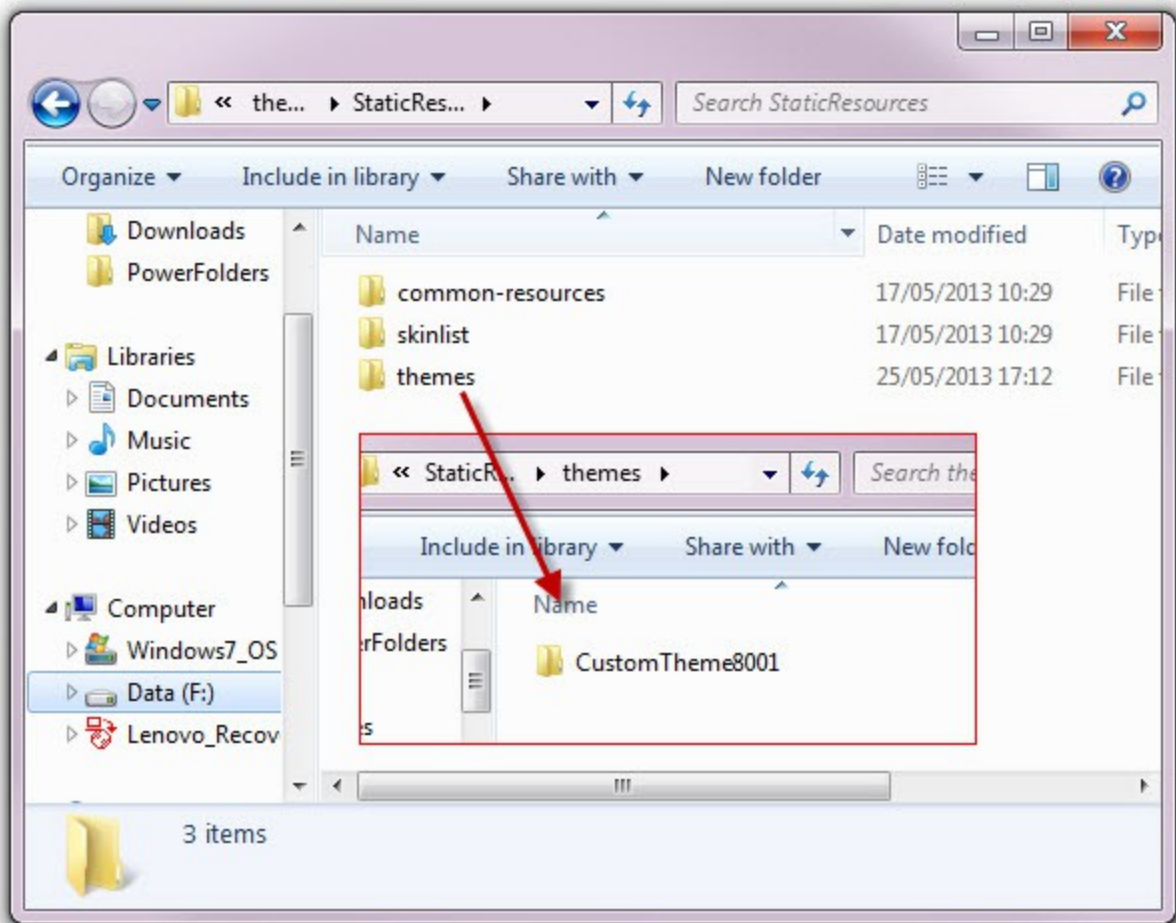 « the... StaticRes...
Search StaticResources
Organize Include in library Share with New folder
Downloads
PowerFolders
Libraries
Documents
Music
Pictures
Videos
Computer
Windows7_OS
Data (F:)
Lenovo_Recov
Name Date modified Type
common-resources 17/05/2013 10:29 File
skinlist 17/05/2013 10:29 File
themes 25/05/2013 17:12 File
« StaticR... themes
Search the
Include in library Share with New fold
nloads
erFolders
es
Name
CustomTheme8001
3 items